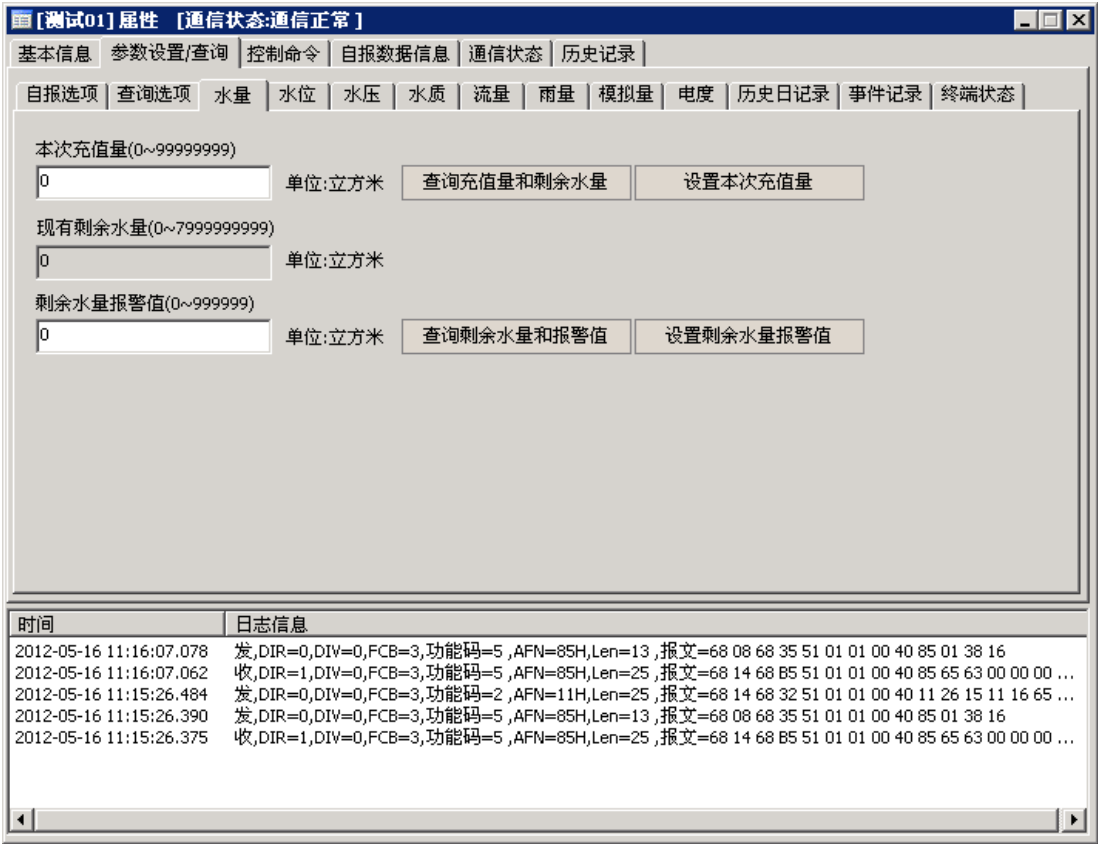 [测试01] 属性 [通信状态:通信正常]
基本信息 参数设置/查询 控制命令 自报数据信息 通信状态 历史记录
自报选项 查询选项 水量 水位 水压 水质 流量 雨量 模拟量 电度 历史日记录 事件记录 终端状态
本次充值量(0~99999999)
0 单位:立方米 查询充值量和剩余水量 设置本次充值量
现有剩余水量(0~7999999999)
0 单位:立方米
剩余水量报警值(0~999999)
0 单位:立方米 查询剩余水量和报警值 设置剩余水量报警值
时间 日志信息
2012-05-16 11:16:07.078 发,DIR=0,DIV=0,FCB=3,功能码=5 ,AFN=85H,Len=13 ,报文=68 08 68 35 51 01 01 00 40 85 01 38 16
2012-05-16 11:16:07.062 收,DIR=1,DIV=0,FCB=3,功能码=5 ,AFN=85H,Len=25 ,报文=68 14 68 B5 51 01 01 00 40 85 65 63 00 00 00 ...
2012-05-16 11:15:26.484 发,DIR=0,DIV=0,FCB=3,功能码=2 ,AFN=11H,Len=25 ,报文=68 14 68 32 51 01 01 00 40 11 26 15 11 16 65 ...
2012-05-16 11:15:26.390 发,DIR=0,DIV=0,FCB=3,功能码=5 ,AFN=85H,Len=13 ,报文=68 08 68 35 51 01 01 00 40 85 01 38 16
2012-05-16 11:15:26.375 收,DIR=1,DIV=0,FCB=3,功能码=5 ,AFN=85H,Len=25 ,报文=68 14 68 B5 51 01 01 00 40 85 65 63 00 00 00 ...